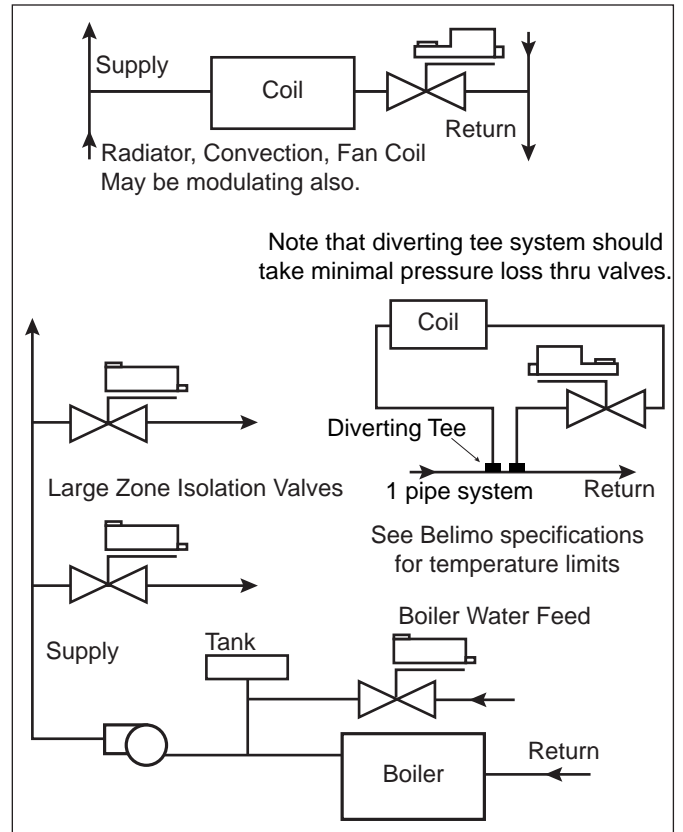 Supply
Coil
Return
Radiator, Convection, Fan Coil
May be modulating also.
Note that diverting tee system should
take minimal pressure loss thru valves.
Coil
Diverting Tee
1 pipe system
Return
Large Zone Isolation Valves
See Belimo specifications
for temperature limits
Boiler Water Feed
Tank
Supply
Return
Boiler